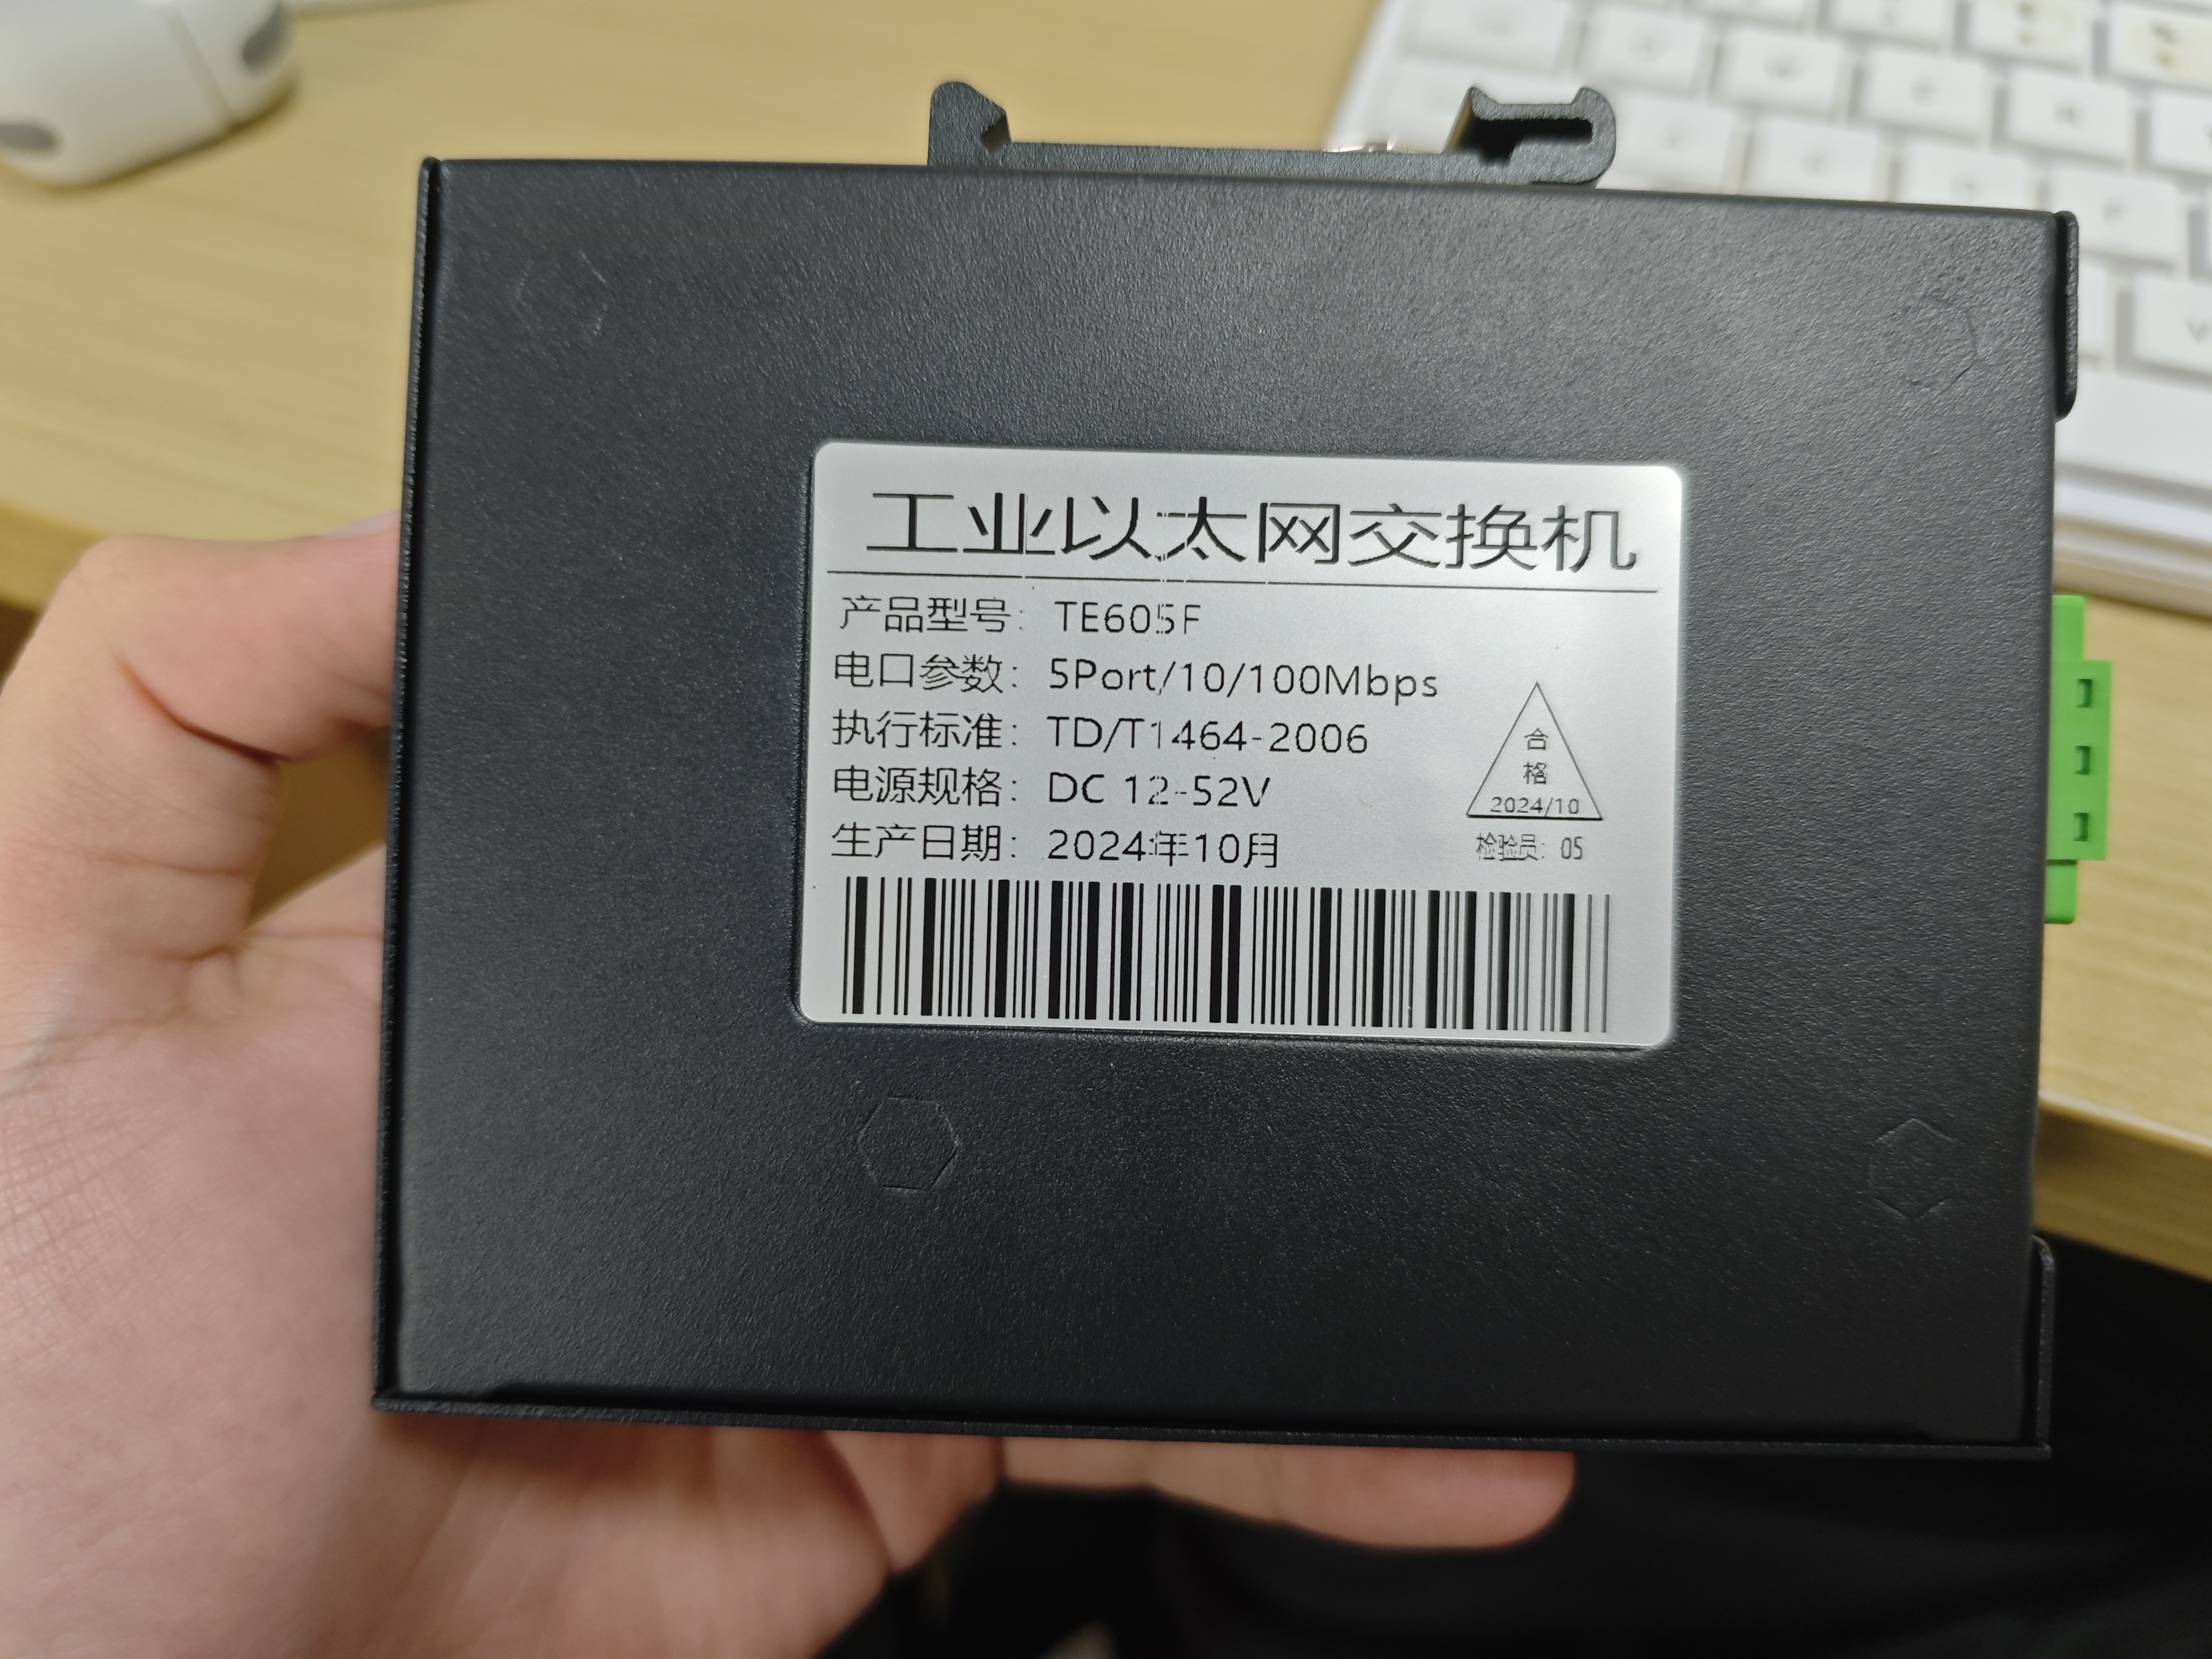 工业以太网交换机
产品型号: TE605F
电口参数: 5Port/10/100Mbps
执行标准: TD/T1464-2006
电源规格: DC 12-52V
生产日期: 2024年10月
合
格
2024/10
检验员: 05